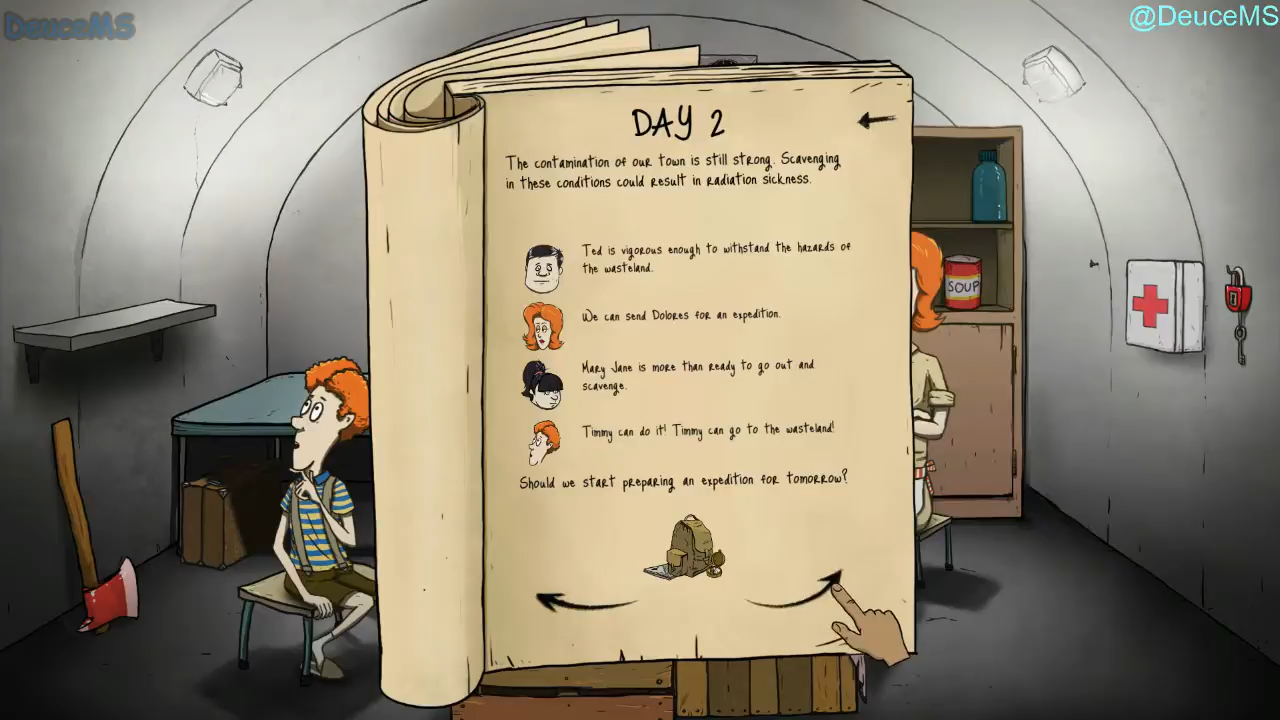 DeuceMS
@DeuceMS
DAY 2
The contamination of our town is still strong. Scavenging
in these conditions could result in radiation sickness.
Ted is vigorous enough to withstand the hazards of
the wasteland.
We can send Dolores for an expedition.
Mary Jane is more than ready to go out and
scavenge.
Timmy can do it! Timmy can go to the wasteland!
Should we start preparing an expedition for tomorrow?
SOUP